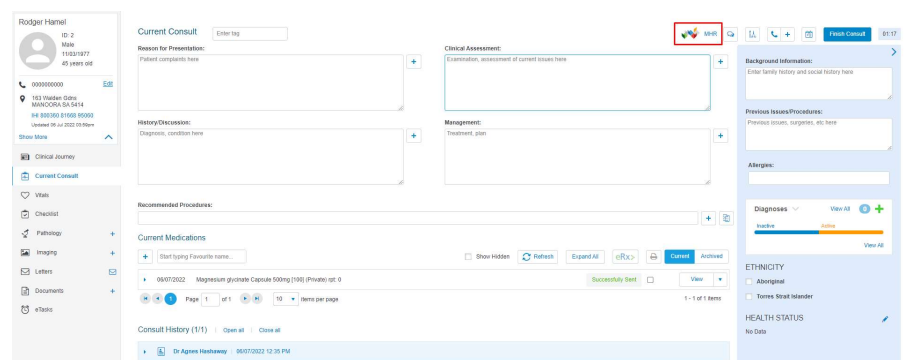 Rodger Hamel
ID: 2
Male
11/03/1977
45 years old
0000000000 Edit
163 Walden Gdns
MANOORA SA 5414
IHI 800360 81668 95060
Updated 06 Jul 2022 03:59pm
Show More
Clinical Journey
Current Consult
Vitals
Checklist
Pathology +
Imaging +
Letters
Documents +
eTasks
Current Consult Enter tag
MHR
+
Finish Consult 01:17
Reason for Presentation:
Patient complaints here
+
Clinical Assessment:
Examination, assessment of current issues here
+
History/Discussion:
Diagnosis, condition here
+
Management:
Treatment, plan
+
Recommended Procedures:
+
Current Medications
+ Start typing Favourite name... Show Hidden Refresh Expand All eRx Current Archived
06/07/2022 Magnesium glycinate Capsule 500mg [100] (Private) rpt: 0 Successfully Sent View
1 Page 1 of 1 10 items per page 1 - 1 of 1 items
Consult History (1/1) | Open all | Close all
Dr Agnes Hashaway | 06/07/2022 12:35 PM
Background Information:
Enter family history and social history here
Previous Issues/Procedures:
Previous issues, surgeries, etc here
Allergies:
Diagnoses View All 0 +
Inactive Active
View All
ETHNICITY
Aboriginal
Torres Strait Islander
HEALTH STATUS
No Data